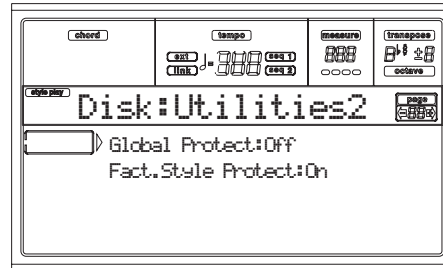 chord tempo measure transpose
ext seq 1
link seq 2
octave
style play Disk:Utilities2 page
Global Protect:Off
Fact.Style Protect:On